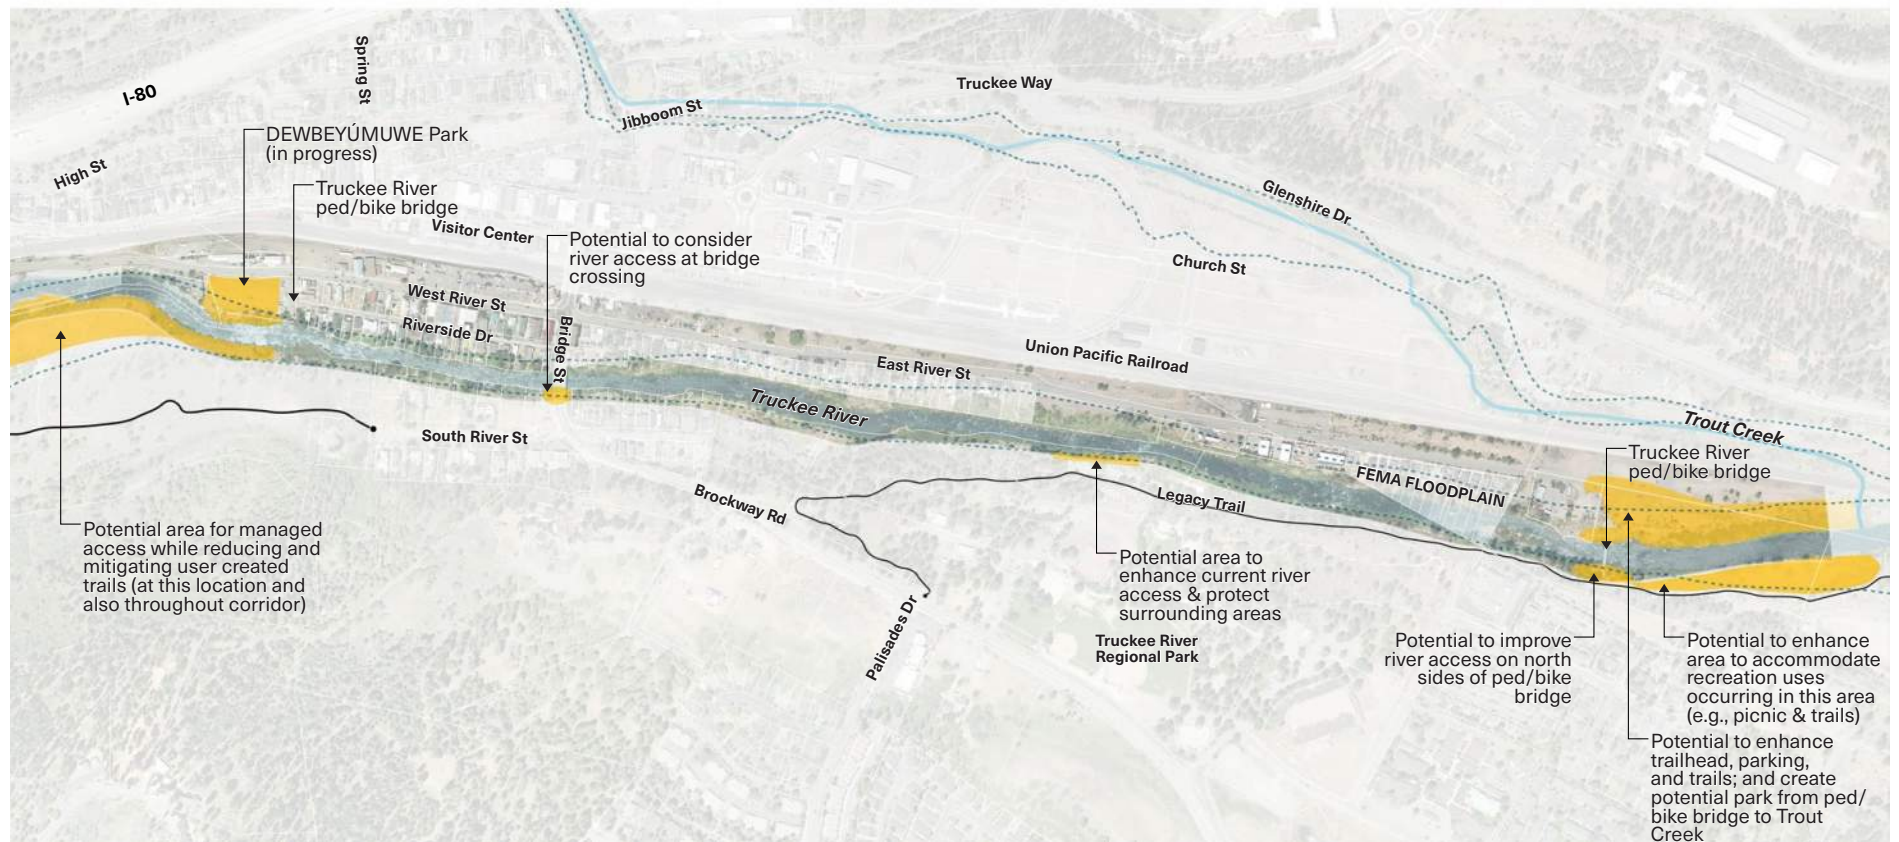 Spring St
I-80
Truckee Way
Jibboom St
DEWBEYÚMUWE Park
(in progress)
High St
Truckee River
ped/bike bridge
Glenshire Dr
Visitor Center
Potential to consider
river access at bridge
crossing
Church St
West River St
Riverside Dr
Bridge St
Union Pacific Railroad
East River St
Truckee River
Trout Creek
South River St
Truckee River
ped/bike bridge
FEMA FLOODPLAIN
Brockway Rd
Legacy Trail
Potential area for managed
access while reducing and
mitigating user created
trails (at this location and
also throughout corridor)
Potential area to
enhance current river
access & protect
surrounding areas
Palisades Dr
Truckee River
Regional Park
Potential to improve
river access on north
sides of ped/bike
bridge
Potential to enhance
area to accommodate
recreation uses
occurring in this area
(e.g., picnic & trails)
Potential to enhance
trailhead, parking,
and trails; and create
potential park from ped/
bike bridge to Trout
Creek